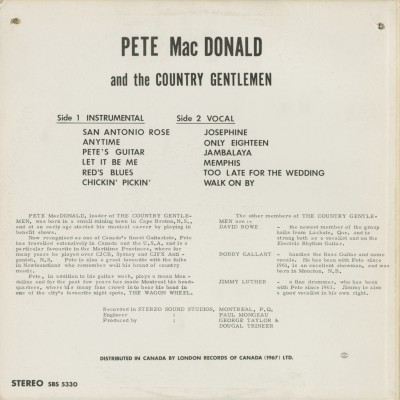 PETE MacDONALD
and the COUNTRY GENTLEMEN
Side 1 INSTRUMENTAL
SAN ANTONIO ROSE
ANYTIME
PETE'S GUITAR
LET IT BE ME
RED'S BLUES
CHICKIN' PICKIN'
Side 2 VOCAL
JOSEPHINE
ONLY EIGHTEEN
JAMBALAYA
MEMPHIS
TOO LATE FOR THE WEDDING
WALK ON BY
PETE MacDONALD, leader of THE COUNTRY GENTLE-
MEN, was born in a small mining town in Cape Breton, N.S.,
and at an early age started his musical career by playing in
benefit shows.
Now recognized as one of Canada's finest Guitarists, Pete
has travelled extensively in Canada and the U.S.A. and is a
particular favorite in the Maritime Provinces, where for
many years he played over CJCB, Sydney and CJFX Anti-
gonish, N.S. Pete is also a great favorite with the folks
in Newfoundland who remember well his brand of country
music.
Pete, in addition to his guitar work, plays a mean Man-
doline and for the past few years has made Montreal his head-
quarters, where his many fans crowd in to hear his band in
one of the city's favourite night spots, THE WAGON WHEEL.
The other members of THE COUNTRY GENTLE-
MEN are :-
DAVID ROWE - the newest member of the group
hails from Lachute, Que. and is
strong both as a vocalist and on the
Electric Rhythm Guitar.
BOBBY GALLANT - handles the Bass Guitar and some
vocals. He has been with Pete since
1961, is an excellent showman, and was
born in Moncton, N.B.
JIMMY LUTHER - a fine drummer, who has been
with Pete since 1961. Jimmy is also
a good vocalist in his own right.
Recorded in STEREO SOUND STUDIOS, MONTREAL, P.Q.
Engineer : PAUL MONGEAU
Produced by : GEORGE TAYLOR &
DOUGAL TRINEER
DISTRIBUTED IN CANADA BY LONDON RECORDS OF CANADA (1967) LTD.
STEREO SBS 5330